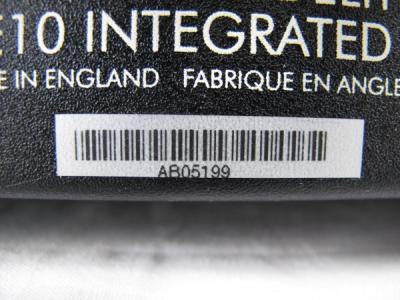 E10 INTEGRATED
IN ENGLAND FABRIQUE EN ANGLE
AB05199